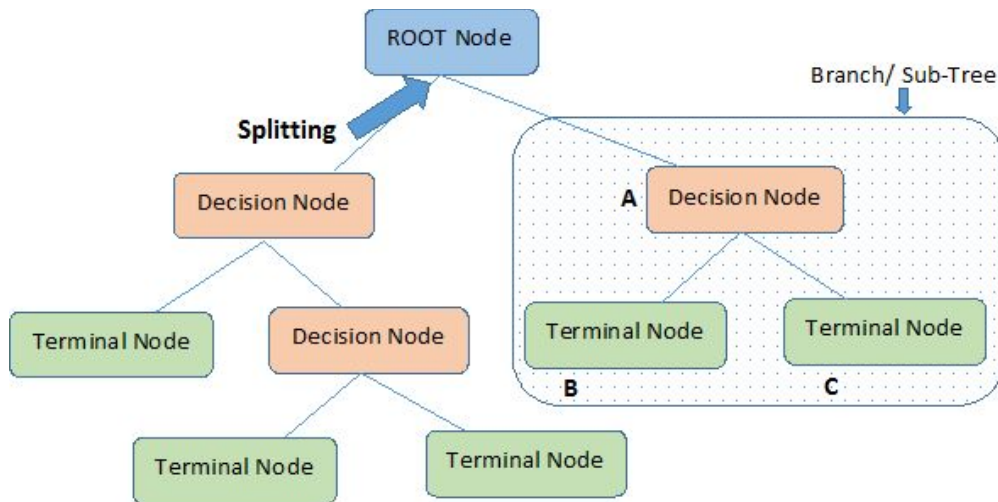 ROOT Node
Branch/ Sub-Tree
Splitting
Decision Node
A
Decision Node
Terminal Node
Decision Node
Terminal Node
Terminal Node
B
C
Terminal Node
Terminal Node